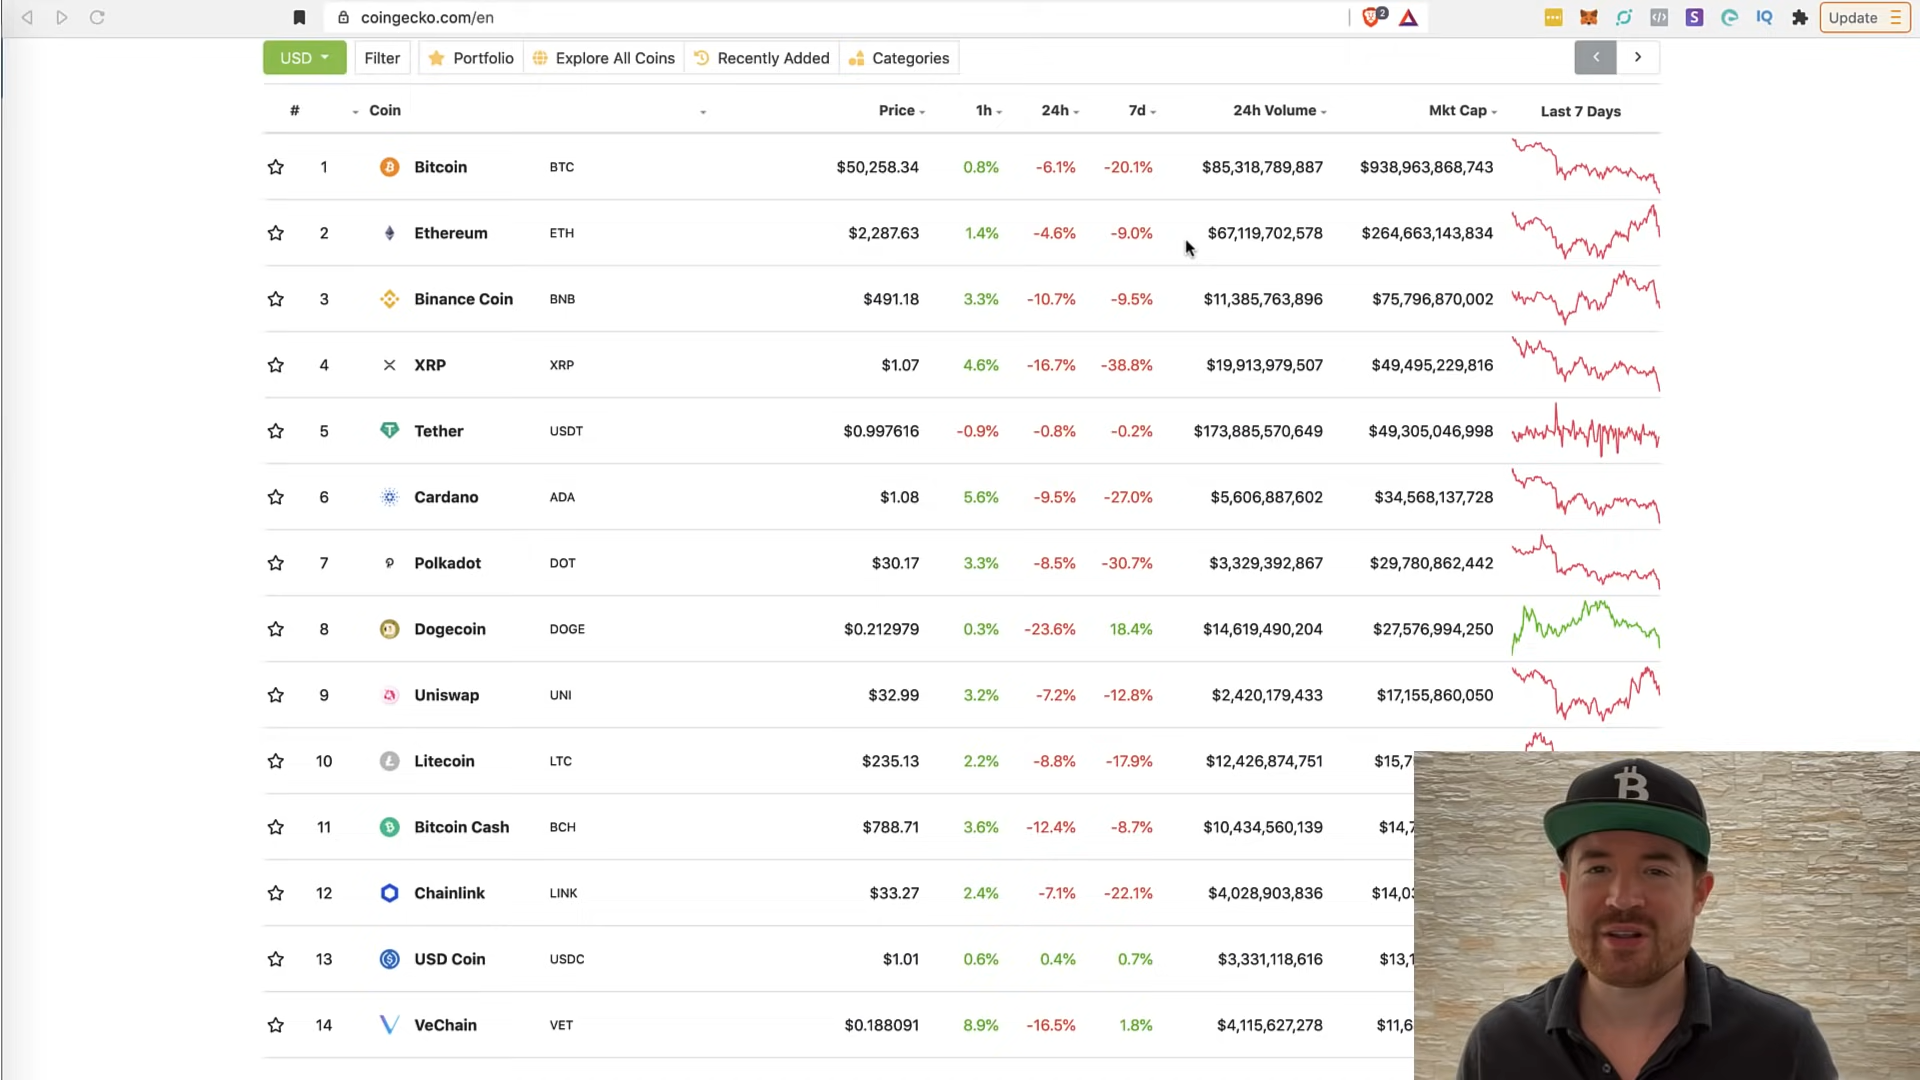 coingecko.com/en
2
Update
USD
Filter
Portfolio
Explore All Coins
Recently Added
Categories
# Coin Price 1h 24h 7d 24h Volume Mkt Cap Last 7 Days
1 Bitcoin BTC $50,258.34 0.8% -6.1% -20.1% $85,318,789,887 $938,963,868,743
2 Ethereum ETH $2,287.63 1.4% -4.6% -9.0% $67,119,702,578 $264,663,143,834
3 Binance Coin BNB $491.18 3.3% -10.7% -9.5% $11,385,763,896 $75,796,870,002
4 XRP XRP $1.07 4.6% -16.7% -38.8% $19,913,979,507 $49,495,229,816
5 Tether USDT $0.997616 -0.9% -0.8% -0.2% $173,885,570,649 $49,305,046,998
6 Cardano ADA $1.08 5.6% -9.5% -27.0% $5,606,887,602 $34,568,137,728
7 Polkadot DOT $30.17 3.3% -8.5% -30.7% $3,329,392,867 $29,780,862,442
8 Dogecoin DOGE $0.212979 0.3% -23.6% 18.4% $14,619,490,204 $27,576,994,250
9 Uniswap UNI $32.99 3.2% -7.2% -12.8% $2,420,179,433 $17,155,860,050
10 Litecoin LTC $235.13 2.2% -8.8% -17.9% $12,426,874,751 $15,7
11 Bitcoin Cash BCH $788.71 3.6% -12.4% -8.7% $10,434,560,139 $14,7
12 Chainlink LINK $33.27 2.4% -7.1% -22.1% $4,028,903,836 $14,03
13 USD Coin USDC $1.01 0.6% 0.4% 0.7% $3,331,118,616 $13,1
14 VeChain VET $0.188091 8.9% -16.5% 1.8% $4,115,627,278 $11,6